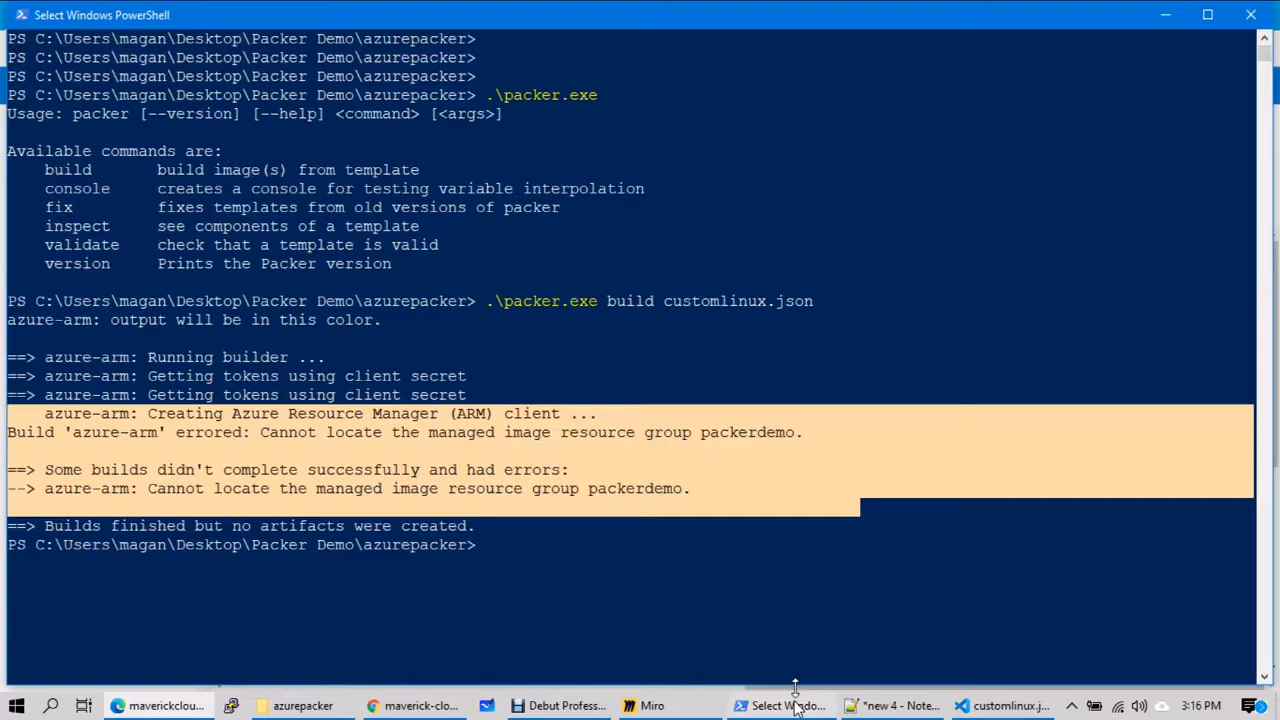 Select Windows PowerShell
PS C:\Users\magan\Desktop\Packer Demo\azurepacker>
PS C:\Users\magan\Desktop\Packer Demo\azurepacker>
PS C:\Users\magan\Desktop\Packer Demo\azurepacker>
PS C:\Users\magan\Desktop\Packer Demo\azurepacker> .\packer.exe
Usage: packer [--version] [--help] <command> [<args>]
Available commands are:
build build image(s) from template
console creates a console for testing variable interpolation
fix fixes templates from old versions of packer
inspect see components of a template
validate check that a template is valid
version Prints the Packer version
PS C:\Users\magan\Desktop\Packer Demo\azurepacker> .\packer.exe build customlinux.json
azure-arm: output will be in this color.
==> azure-arm: Running builder ...
==> azure-arm: Getting tokens using client secret
==> azure-arm: Getting tokens using client secret
azure-arm: Creating Azure Resource Manager (ARM) client ...
Build 'azure-arm' errored: Cannot locate the managed image resource group packerdemo.
==> Some builds didn't complete successfully and had errors:
--> azure-arm: Cannot locate the managed image resource group packerdemo.
==> Builds finished but no artifacts were created.
PS C:\Users\magan\Desktop\Packer Demo\azurepacker>
maverickclou... azurepacker maverick-clo... Debut Profess... Miro Select Windo... *new 4 - Note... customlinux.j... 3:16 PM